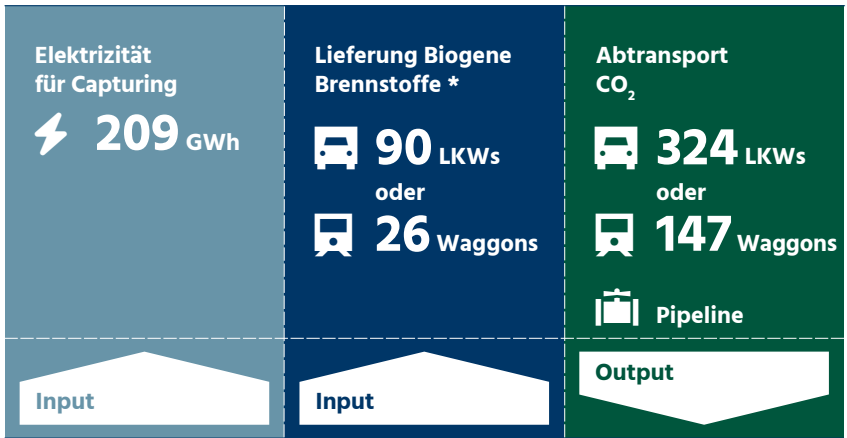 Elektrizität
für Capturing
209 GWh
Input
Lieferung Biogene
Brennstoffe *
90 LKWs
oder
26 Waggons
Input
Abtransport
CO₂
324 LKWs
oder
147 Waggons
Pipeline
Output